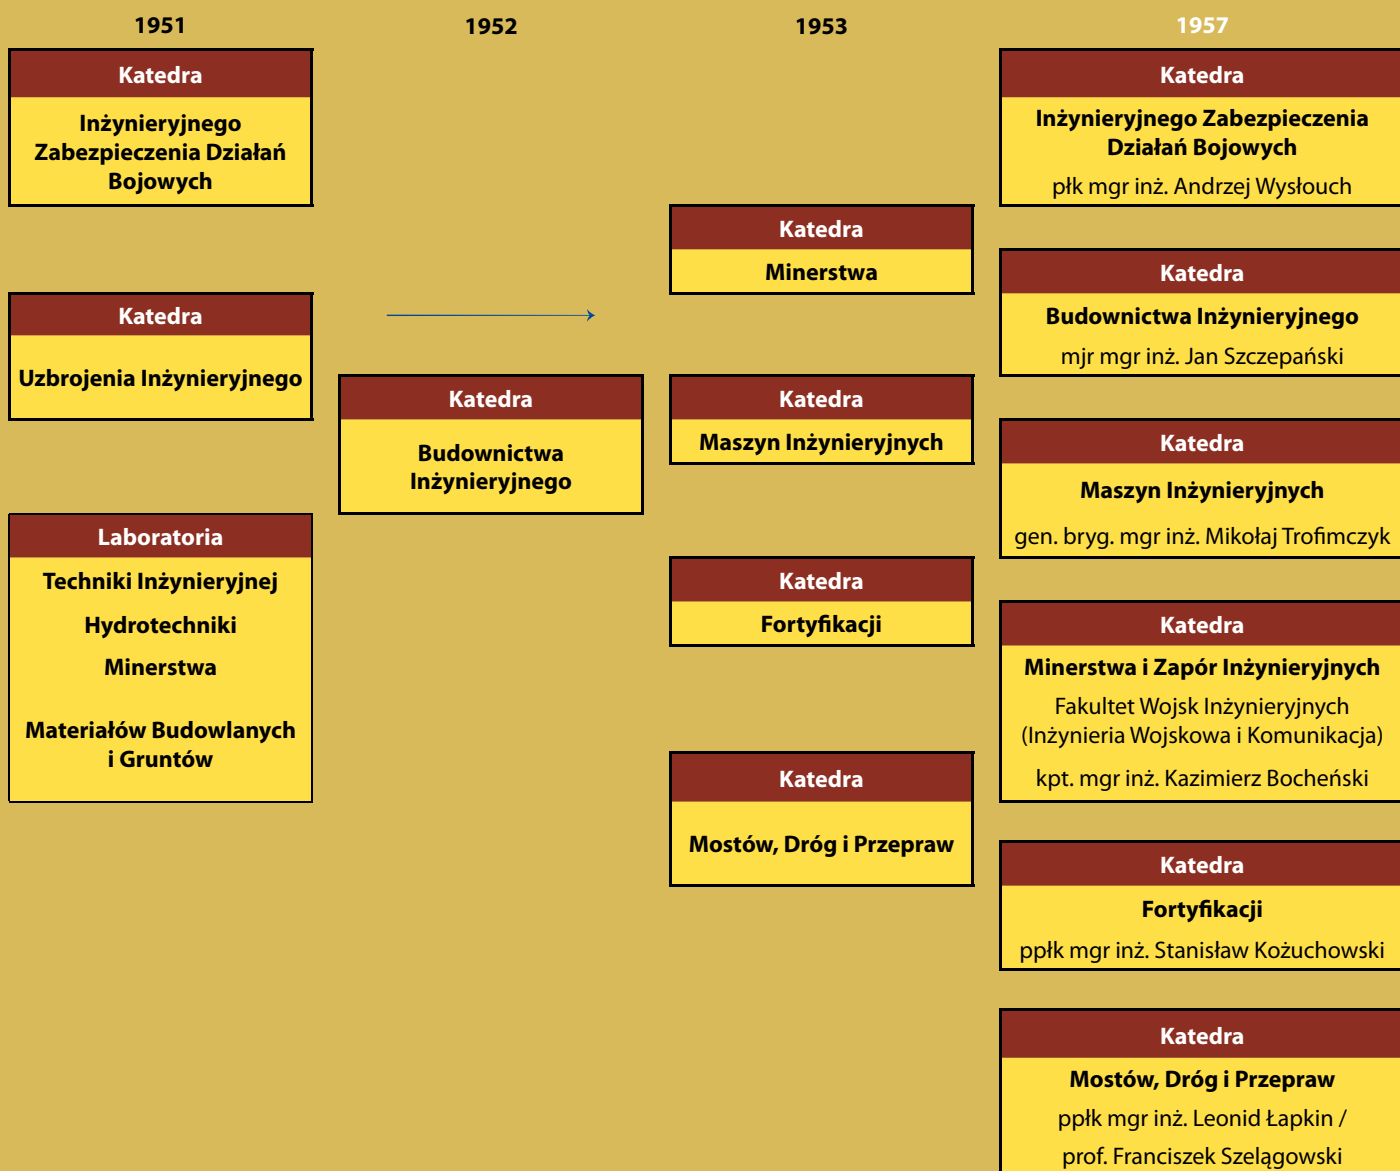 1951
Katedra
Inżynieryjnego
Zabezpieczenia Działań
Bojowych
Katedra
Uzbrojenia Inżynieryjnego
Laboratoria
Techniki Inżynieryjnej
Hydrotechniki
Minerstwa
Materiałów Budowlanych
i Gruntów
1952
Katedra
Budownictwa
Inżynieryjnego
1953
Katedra
Minerstwa
Katedra
Maszyn Inżynieryjnych
Katedra
Fortyfikacji
Katedra
Mostów, Dróg i Przepraw
1957
Katedra
Inżynieryjnego Zabezpieczenia
Działań Bojowych
płk mgr inż. Andrzej Wysłouch
Katedra
Budownictwa Inżynieryjnego
mjr mgr inż. Jan Szczepański
Katedra
Maszyn Inżynieryjnych
gen. bryg. mgr inż. Mikołaj Trofimczyk
Katedra
Minerstwa i Zapór Inżynieryjnych
Fakultet Wojsk Inżynieryjnych
(Inżynieria Wojskowa i Komunikacja)
kpt. mgr inż. Kazimierz Bocheński
Katedra
Fortyfikacji
ppłk mgr inż. Stanisław Kożuchowski
Katedra
Mostów, Dróg i Przepraw
ppłk mgr inż. Leonid Łapkin /
prof. Franciszek Szelągowski